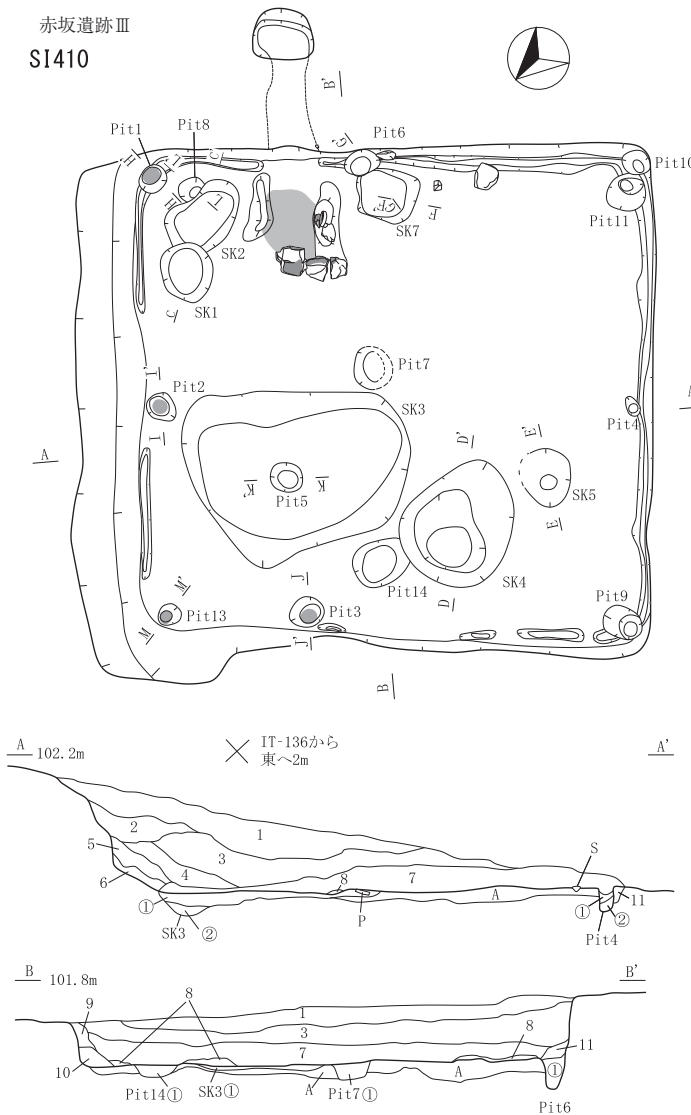 赤坂遺跡Ⅲ
SI410
B'
G'
Pit1
Pit8
Pit6
H
C'
Pit10
Pit11
H'
G
F'
F
SK7
SK2
C
SK1
I'
Pit7
Pit2
SK3
A'
Pit4
I
D'
E'
A
K'
K
Pit5
SK5
E
J
SK4
Pit14
D
M'
Pit9
Pit13
Pit3
M
J'
B
A 102.2m
IT-136から
東へ2m
A'
1
2
5
3
S
4
7
6
8
11
①
A
①
P
②
SK3
②
Pit4
B 101.8m
B'
9
8
1
3
8
7
11
10
A
①
Pit14①
SK3①
A
Pit7①
Pit6